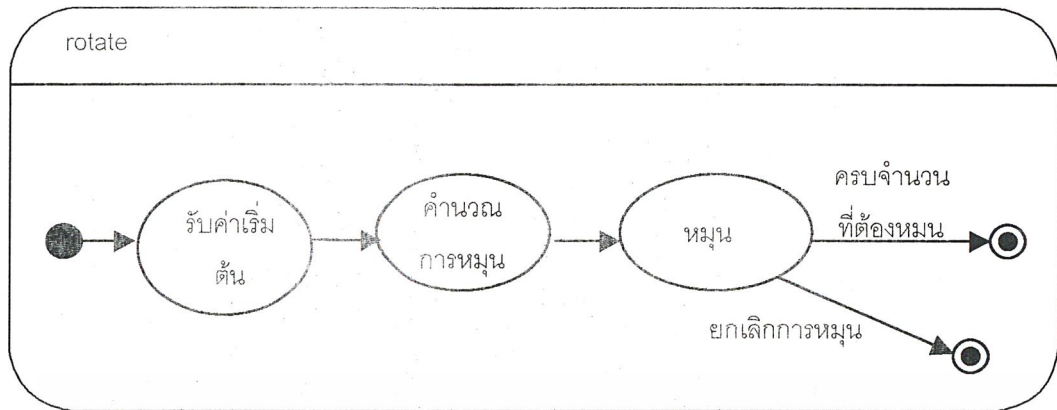 rotate
รับค่าเริ่ม
ต้น
คำนวณ
การหมุน
หมุน
ครบจำนวน
ที่ต้องหมน
ยกเลิกการหมุน